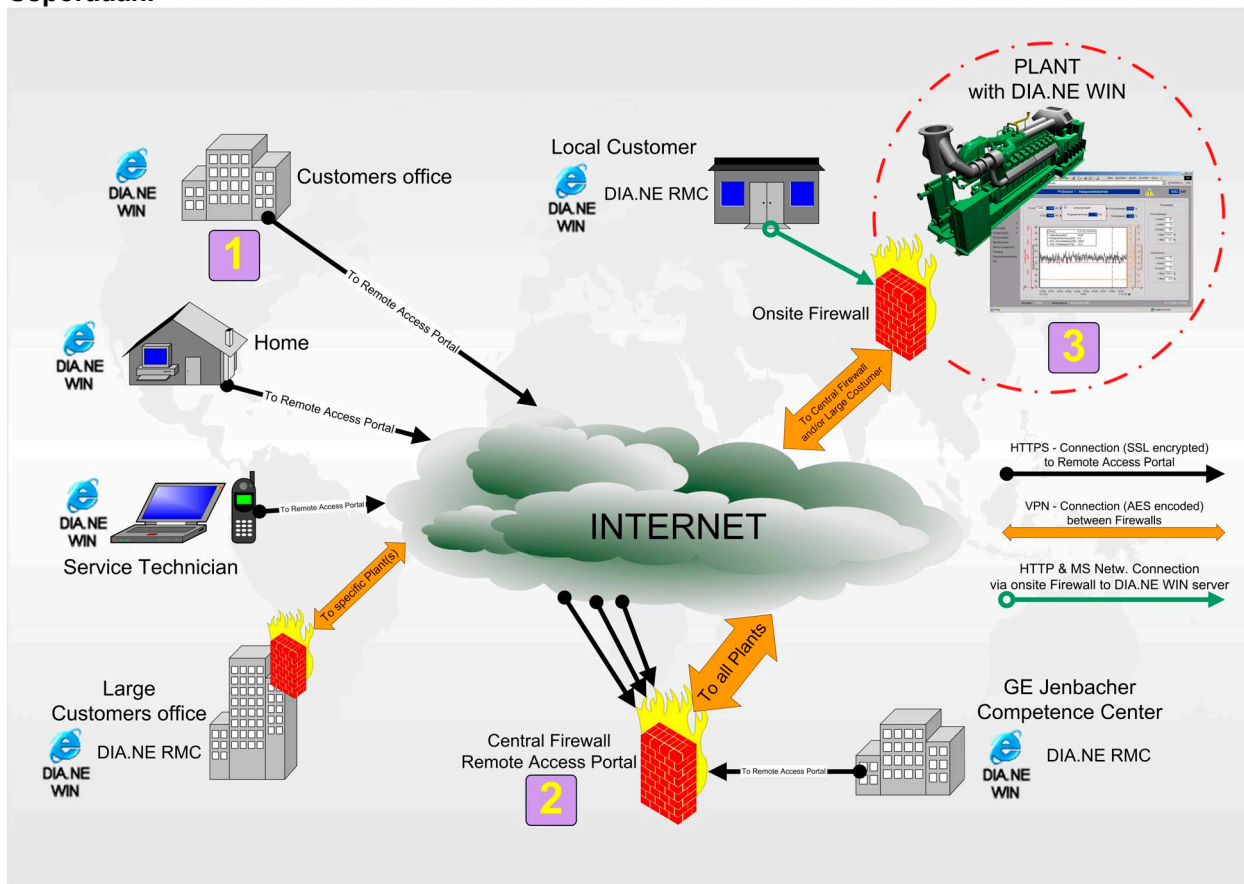 PLANT
with DIA.NE WIN
DIA.NE
WIN
Customers office
1
Local Customer
DIA.NE
WIN
DIA.NE RMC
Onsite Firewall
3
To Remote Access Portal
DIA.NE
WIN
Home
To Remote Access Portal
To Central Firewall
and/or Large Costumer
HTTPS - Connection (SSL encrypted)
to Remote Access Portal
DIA.NE
WIN
To Remote Access Portal
Service Technician
INTERNET
VPN - Connection (AES encoded)
between Firewalls
HTTP & MS Netw. Connection
via onsite Firewall to DIA.NE WIN server
To specific Plant(s)
To all Plants
Large
Customers office
DIA.NE RMC
DIA.NE
WIN
Central Firewall
Remote Access Portal
2
To Remote Access Portal
GE Jenbacher
Competence Center
DIA.NE RMC
DIA.NE
WIN